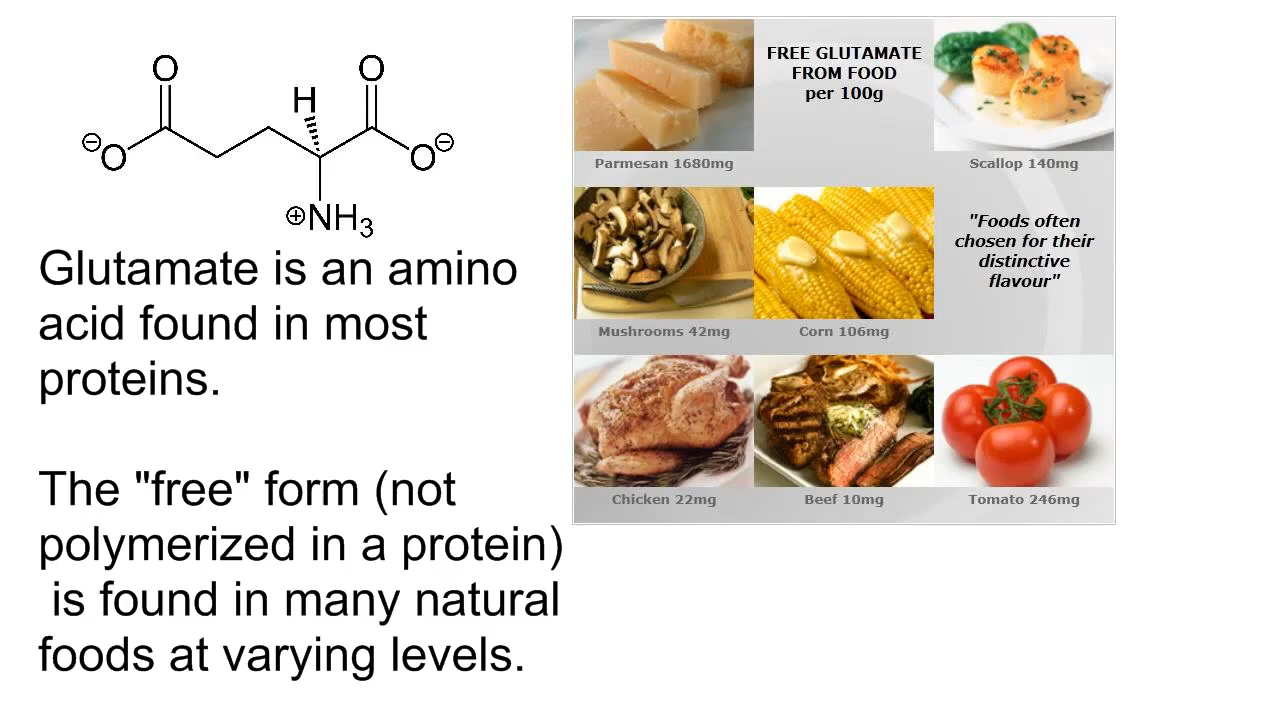 O
O
H
⊖
O
O
⊖
⊕NH3
Glutamate is an amino
acid found in most
proteins.
The "free" form (not
polymerized in a protein)
is found in many natural
foods at varying levels.
FREE GLUTAMATE
FROM FOOD
per 100g
Parmesan 1680mg
Scallop 140mg
"Foods often
chosen for their
distinctive
flavour"
Mushrooms 42mg
Corn 106mg
Chicken 22mg
Beef 10mg
Tomato 246mg